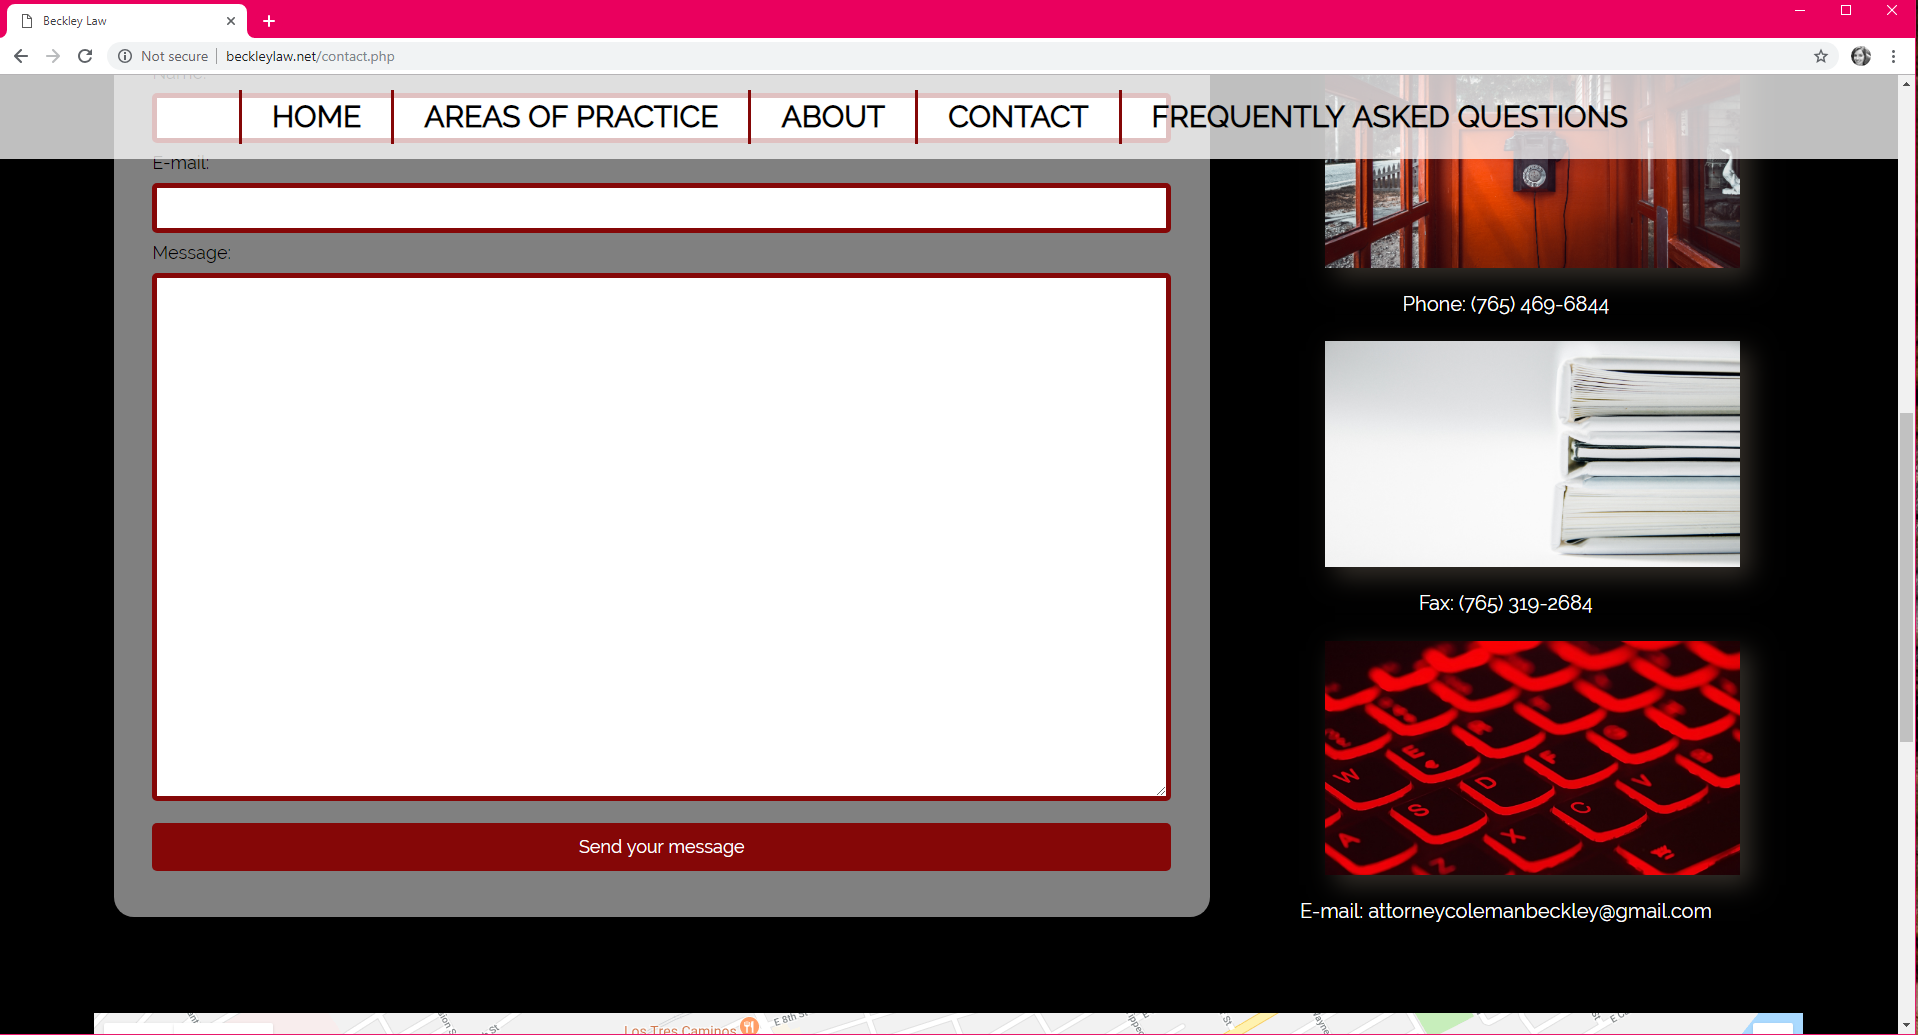 Beckley Law
Not secure
beckleylaw.net/contact.php
Name:
HOME
AREAS OF PRACTICE
ABOUT
CONTACT
FREQUENTLY ASKED QUESTIONS
E-mail:
Message:
Send your message
Phone: (765) 469-6844
Fax: (765) 319-2684
W
E
D
F
V
A
S
X
C
Z
E-mail: attorneycolemanbeckley@gmail.com
Los Tres Caminos
E 8th St